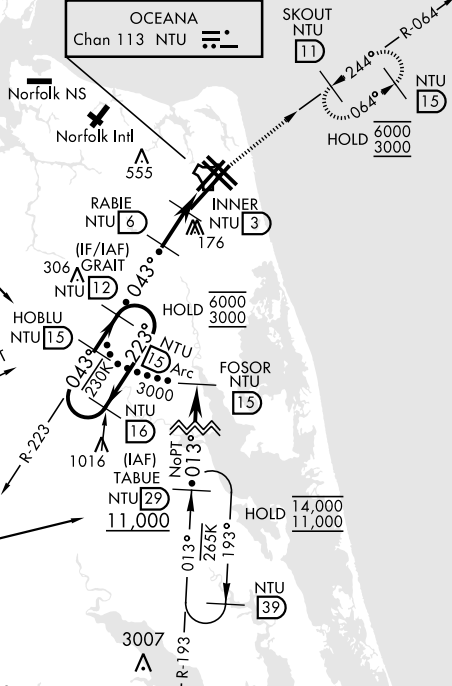 OCEANA
Chan 113 NTU
SKOUT
NTU
11
R-064
244°
064°
NTU
15
HOLD 6000
3000
Norfolk NS
Norfolk Intl
555
RABIE
NTU 6
INNER
NTU 3
176
(IF/IAF)
GRAIT
306
NTU 12
043°
HOLD 6000
3000
HOBLU
NTU 15
043°
230K
223°
NTU
15 Arc
3000
FOSOR
NTU
15
NTU
16
R-223
1016
(IAF)
TABUE
NTU 29
11,000
NoPT
013°
HOLD 14,000
11,000
013°
265K
193°
NTU
39
R-193
3007